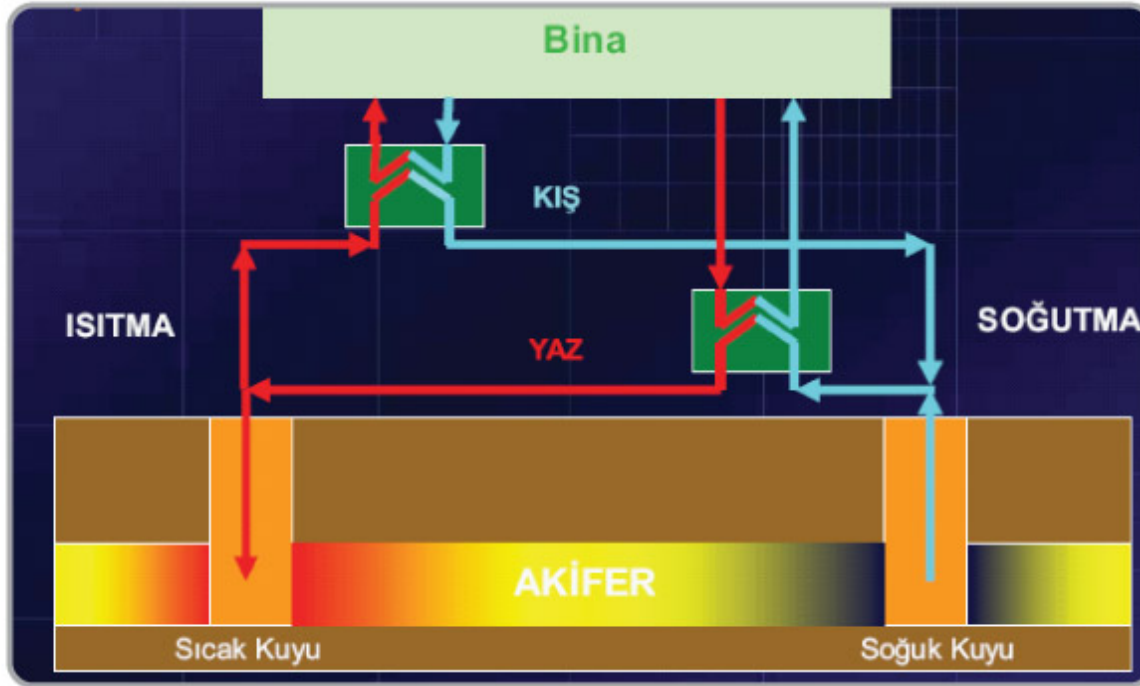 Bina
KIŞ
ISITMA
SOĞUTMA
YAZ
AKİFER
Sıcak Kuyu
Soğuk Kuyu